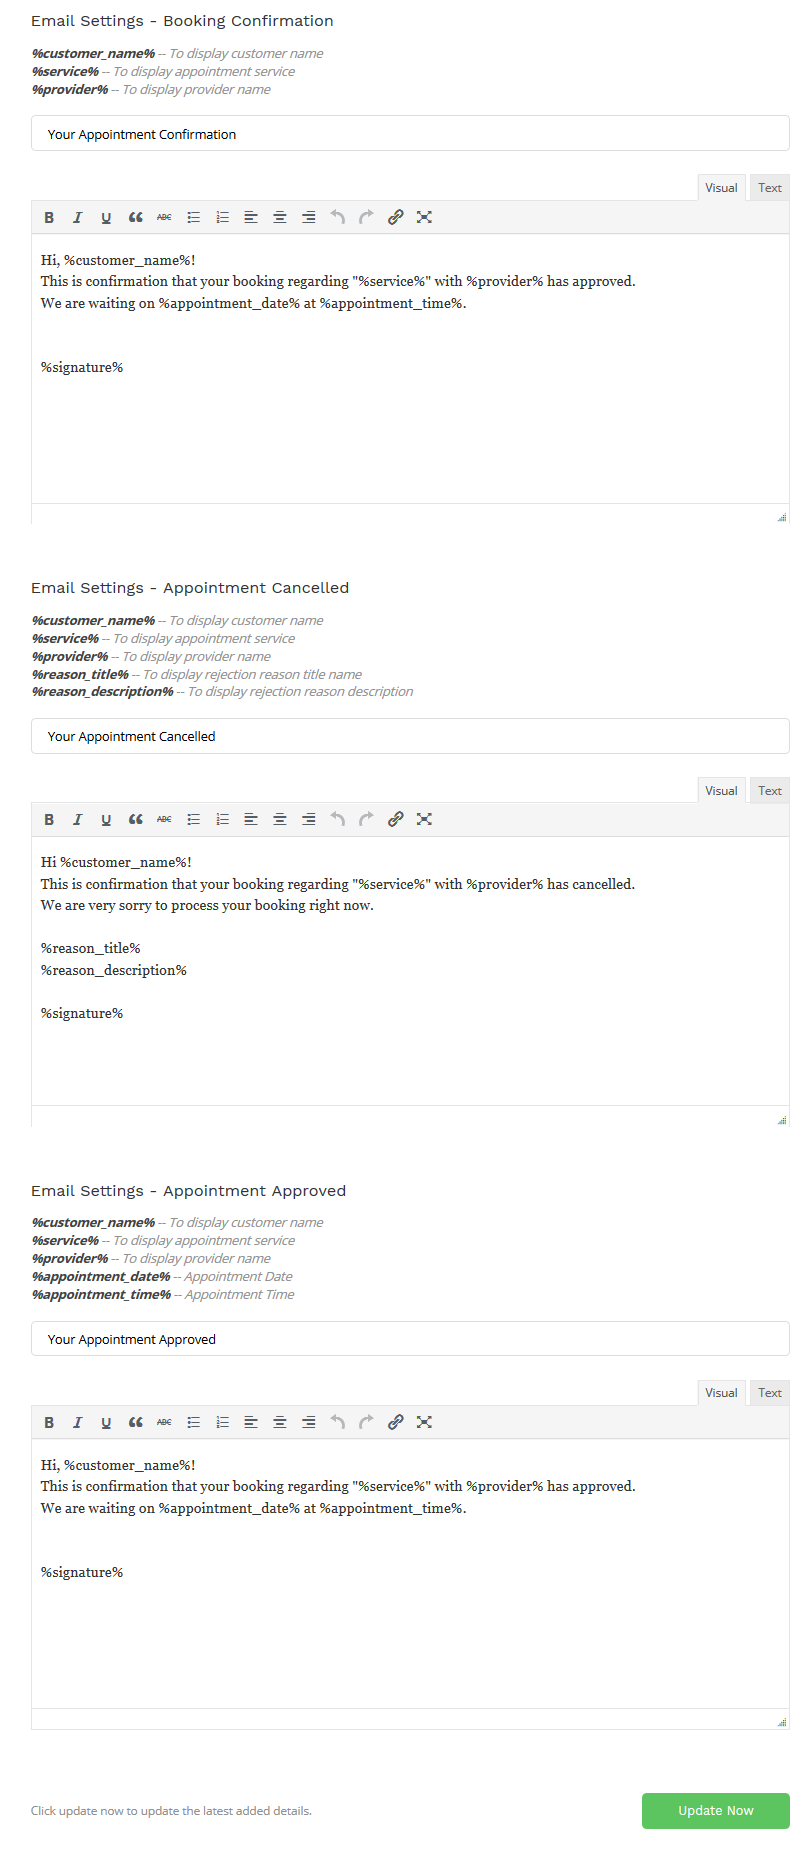 Email Settings - Booking Confirmation
%customer_name% -- To display customer name
%service% -- To display appointment service
%provider% -- To display provider name
Your Appointment Confirmation
Visual Text
B I U “ ABC
Hi, %customer_name%!
This is confirmation that your booking regarding "%service%" with %provider% has approved.
We are waiting on %appointment_date% at %appointment_time%.
%signature%
Email Settings - Appointment Cancelled
%customer_name% -- To display customer name
%service% -- To display appointment service
%provider% -- To display provider name
%reason_title% -- To display rejection reason title name
%reason_description% -- To display rejection reason description
Your Appointment Cancelled
Visual Text
B I U “ ABC
Hi %customer_name%!
This is confirmation that your booking regarding "%service%" with %provider% has cancelled.
We are very sorry to process your booking right now.
%reason_title%
%reason_description%
%signature%
Email Settings - Appointment Approved
%customer_name% -- To display customer name
%service% -- To display appointment service
%provider% -- To display provider name
%appointment_date% -- Appointment Date
%appointment_time% -- Appointment Time
Your Appointment Approved
Visual Text
B I U “ ABC
Hi, %customer_name%!
This is confirmation that your booking regarding "%service%" with %provider% has approved.
We are waiting on %appointment_date% at %appointment_time%.
%signature%
Click update now to update the latest added details.
Update Now